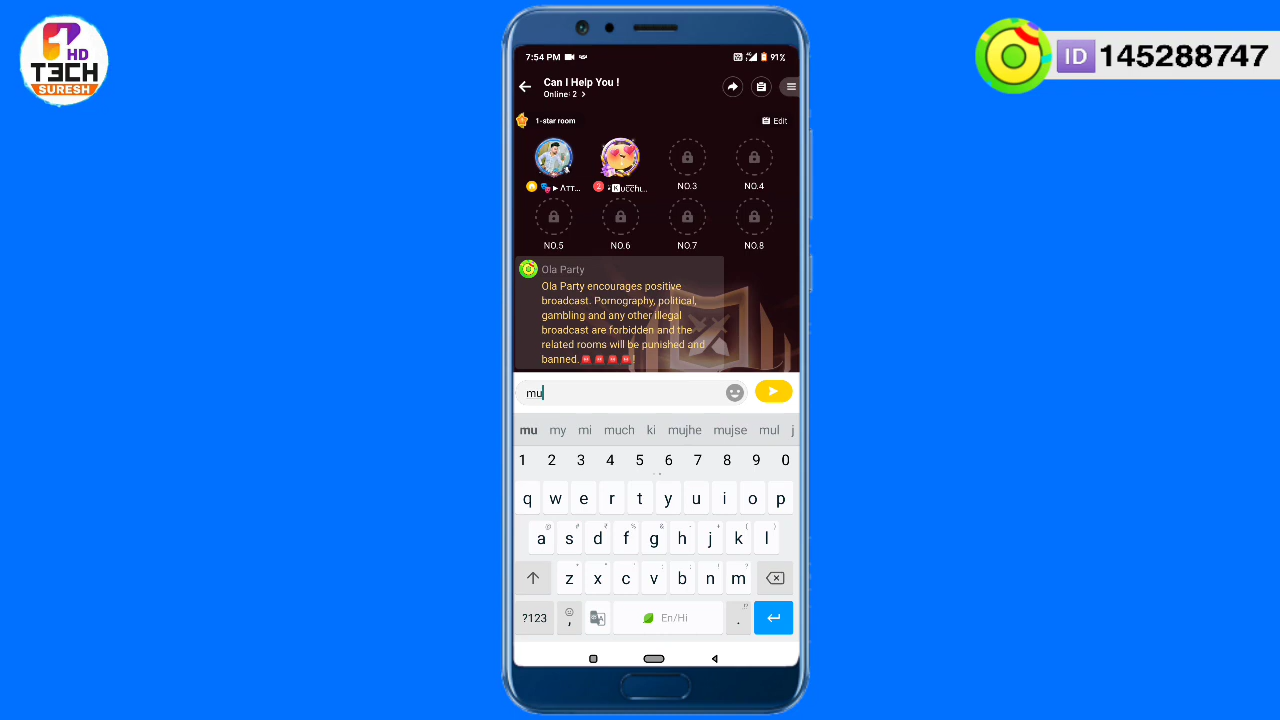 HD
TECH
SURESH
ID 145288747
7:54 PM
91%
Can I Help You !
Online: 2 >
1-star room
Edit
NO.3
NO.4
NO.5
NO.6
NO.7
NO.8
Ola Party
Ola Party encourages positive
broadcast. Pornography, political,
gambling and any other illegal
broadcast are forbidden and the
related rooms will be punished and
banned.🆘🆘🆘🆘!
mu
mu my mi much ki mujhe mujse mul j
1 2 3 4 5 6 7 8 9 0
q w e r t y u i o p
a s d f g h j k l
z x c v b n m
?123 , En/Hi .